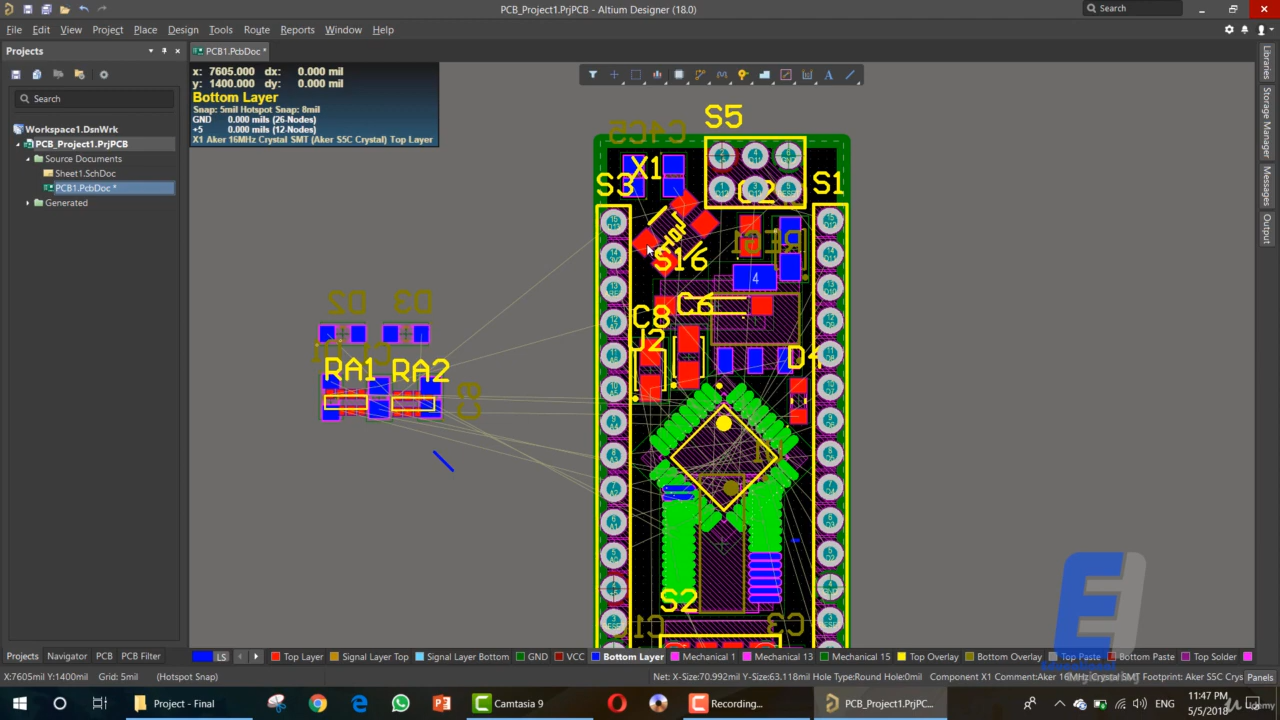 PCB_Project1.PrjPCB - Altium Designer (18.0)
Search
File Edit View Project Place Design Tools Route Reports Window Help
Projects
PCB1.PcbDoc *
Search
x: 7605.000 dx: 0.000 mil
y: 1400.000 dy: 0.000 mil
Bottom Layer
Snap: 5mil Hotspot Snap: 8mil
GND 0.000 mils (26 Nodes)
+5 0.000 mils (12 Nodes)
X1 Aker 16MHz Crystal SMT (Aker S5C Crystal) Top Layer
Workspace1.DsnWrk
PCB_Project1.PrjPCB
Source Documents
Sheet1.SchDoc
PCB1.PcbDoc *
Generated
Libraries
Storage Manager
Messages
Output
S5
X1
S3
C2
S1
S16
C6
C8
J2
D4
4
D2 D3
RA1 RA2
S2
C3
Projects Navigator PCB PCB Filter
LS Top Layer Signal Layer Top Signal Layer Bottom GND VCC Bottom Layer Mechanical 1 Mechanical 13 Mechanical 15 Top Overlay Bottom Overlay Top Paste Bottom Paste Top Solder
X:7605mil Y:1400mil Grid: 5mil (Hotspot Snap)
Net: X-Size:70.992mil Y-Size:63.118mil Hole Type:Round Hole:0mil Component X1 Comment:Aker 16MHz Crystal SMT Footprint: Aker S5C Crystal
Panels
Project - Final
Camtasia 9
Recording...
PCB_Project1.PrjPC...
ENG
11:47 PM
5/5/2018
Udemy